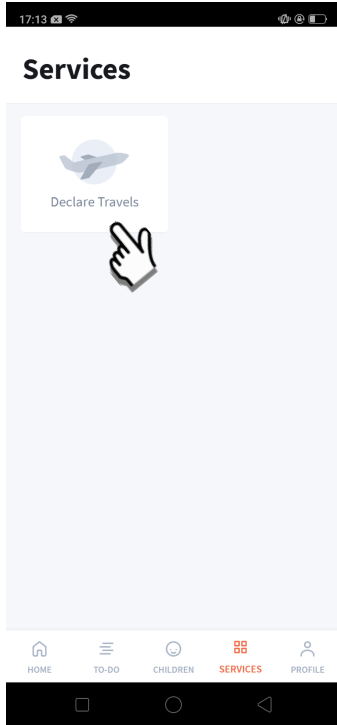 17:13
Services
Declare Travels
HOME TO-DO CHILDREN SERVICES PROFILE